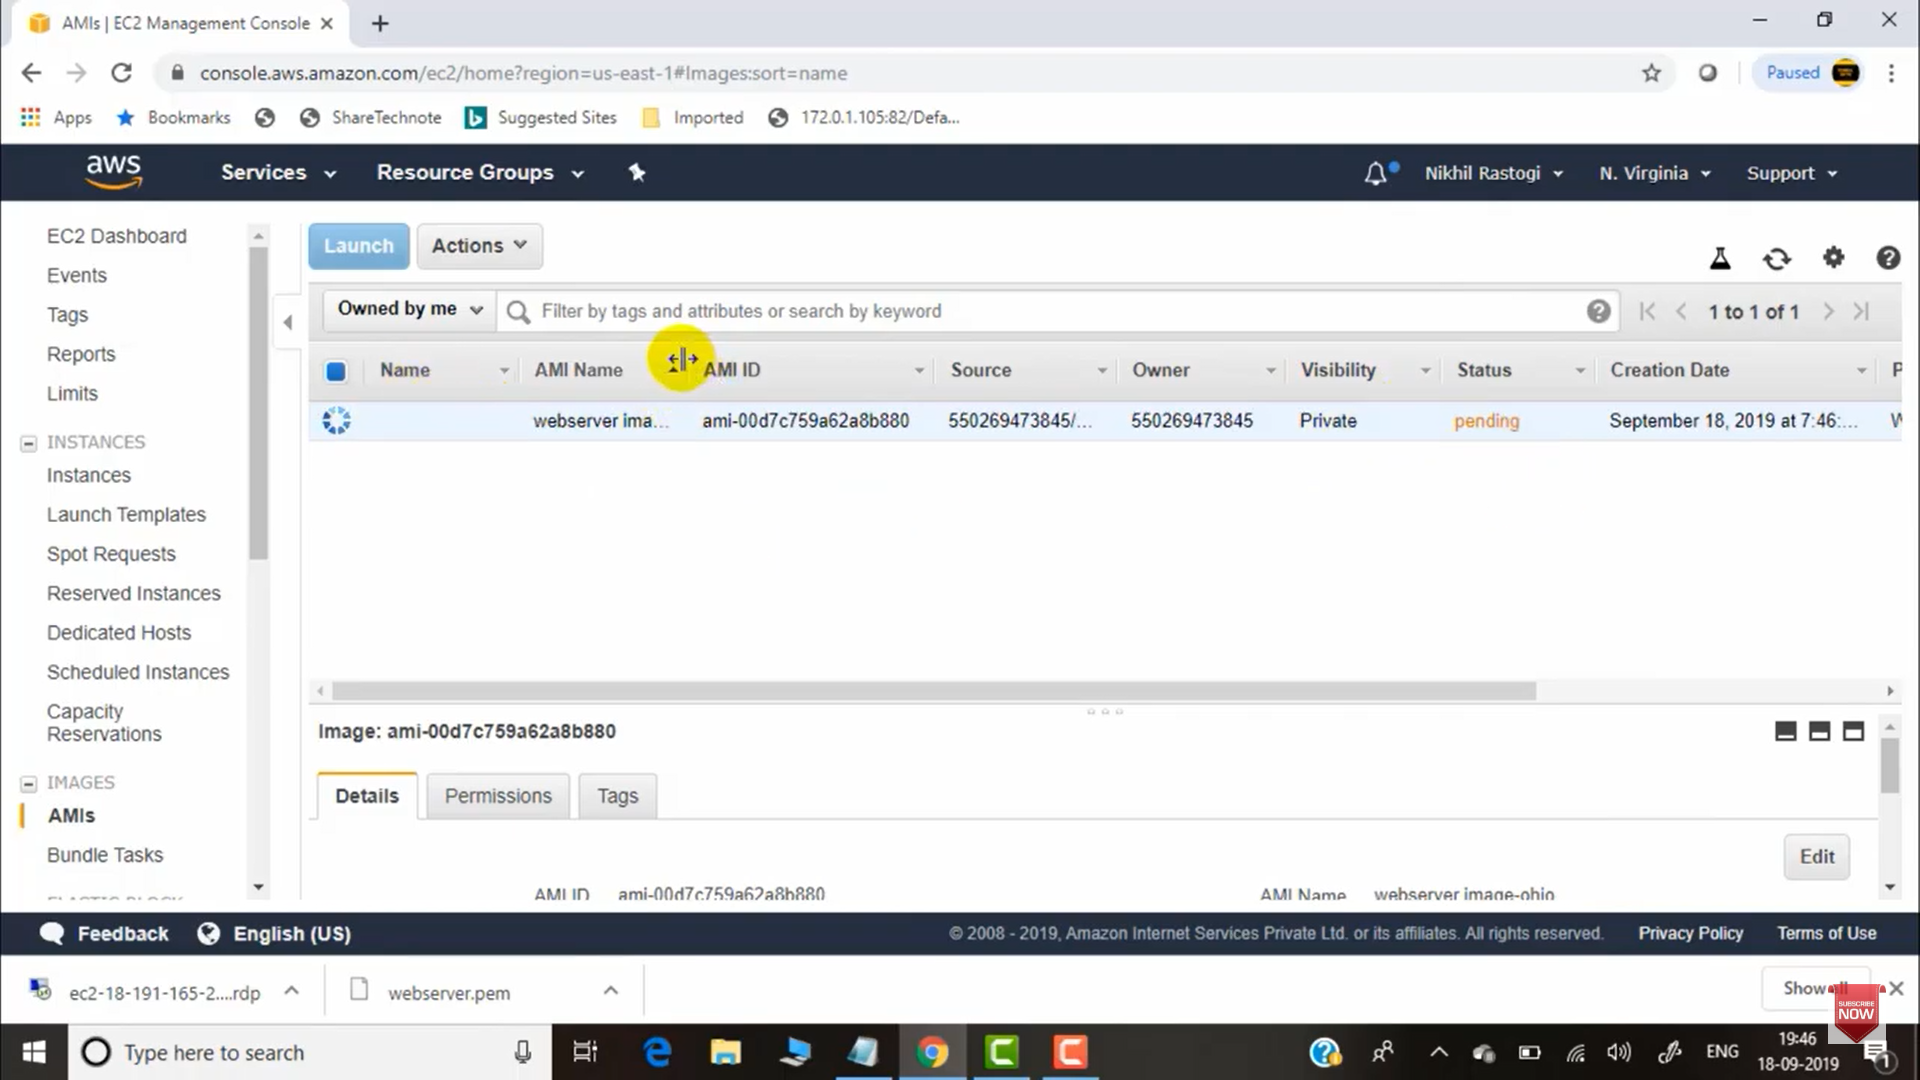 AMIs | EC2 Management Console
console.aws.amazon.com/ec2/home?region=us-east-1#Images:sort=name
Paused
Apps
Bookmarks
ShareTechnote
Suggested Sites
Imported
172.0.1.105:82/Defa...
aws
Services
Resource Groups
Nikhil Rastogi
N. Virginia
Support
EC2 Dashboard
Events
Tags
Reports
Limits
INSTANCES
Instances
Launch Templates
Spot Requests
Reserved Instances
Dedicated Hosts
Scheduled Instances
Capacity
Reservations
IMAGES
AMIs
Bundle Tasks
ELASTIC BLOCK
Launch
Actions
Owned by me
Filter by tags and attributes or search by keyword
1 to 1 of 1
Name AMI Name AMI ID Source Owner Visibility Status Creation Date P
webserver ima... ami-00d7c759a62a8b880 550269473845/... 550269473845 Private pending September 18, 2019 at 7:46:... W
Image: ami-00d7c759a62a8b880
Details
Permissions
Tags
Edit
AMI ID ami-00d7c759a62a8b880
AMI Name webserver image-ohio
Feedback
English (US)
© 2008 - 2019, Amazon Internet Services Private Ltd. or its affiliates. All rights reserved.
Privacy Policy
Terms of Use
ec2-18-191-165-2....rdp
webserver.pem
Show all
SUBSCRIBE
NOW
Type here to search
ENG
19:46
18-09-2019
1